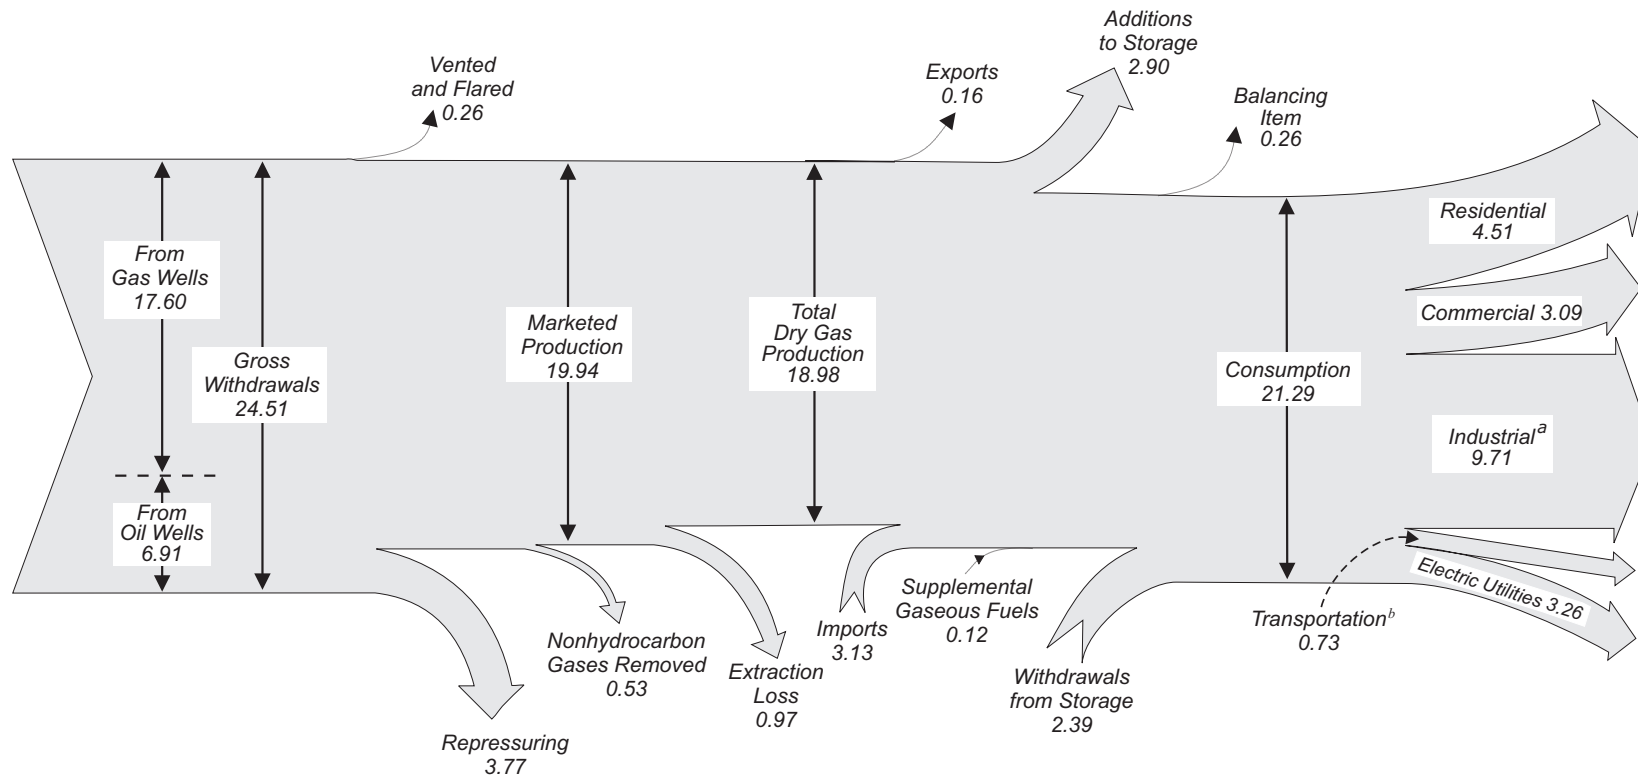 Additions
to Storage
2.90
Vented
and Flared
0.26
Exports
0.16
Balancing
Item
0.26
From
Gas Wells
17.60
Gross
Withdrawals
24.51
From
Oil Wells
6.91
Marketed
Production
19.94
Total
Dry Gas
Production
18.98
Consumption
21.29
Residential
4.51
Commercial 3.09
Industrial a
9.71
Electric Utilities 3.26
Transportation b
0.73
Supplemental
Gaseous Fuels
0.12
Imports
3.13
Nonhydrocarbon
Gases Removed
0.53
Extraction
Loss
0.97
Withdrawals
from Storage
2.39
Repressuring
3.77